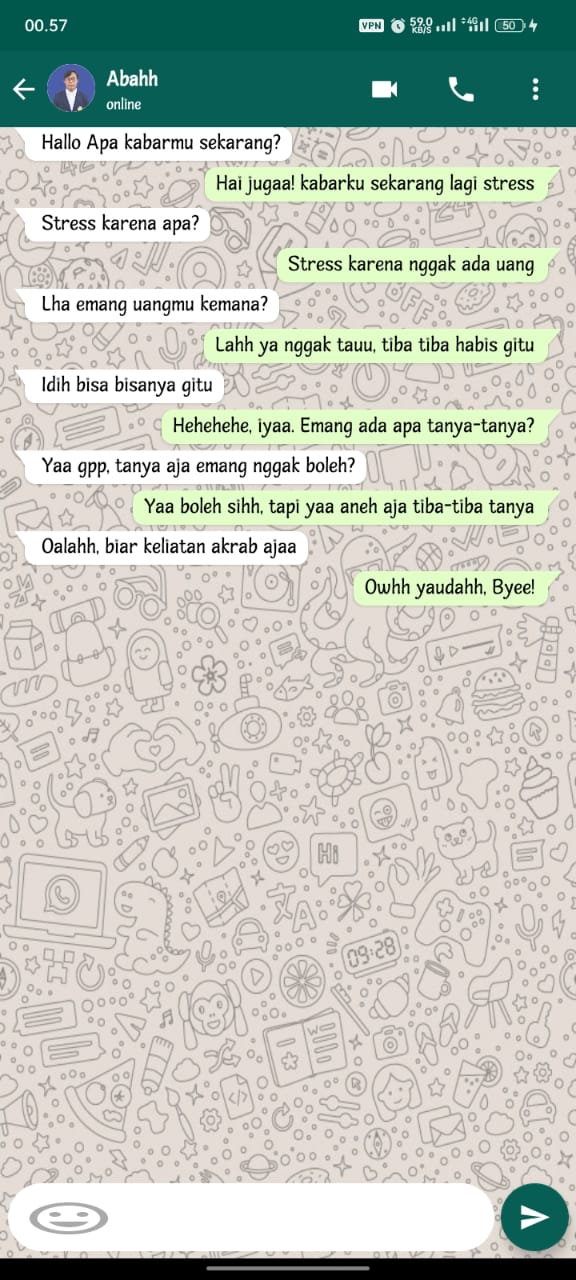 00.57
VPN 59.0 KB/S 4G 50
Abahh
online
Hallo Apa kabarmu sekarang?
Hai jugaa! kabarku sekarang lagi stress
Stress karena apa?
Stress karena nggak ada uang
Lha emang uangmu kemana?
Lahh ya nggak tauu, tiba tiba habis gitu
Idih bisa bisanya gitu
Hehehehe, iyaa. Emang ada apa tanya-tanya?
Yaa gpp, tanya aja emang nggak boleh?
Yaa boleh sihh, tapi yaa aneh aja tiba-tiba tanya
Oalahh, biar keliatan akrab ajaa
Owhh yaudahh, Byee!
Hi
09:28